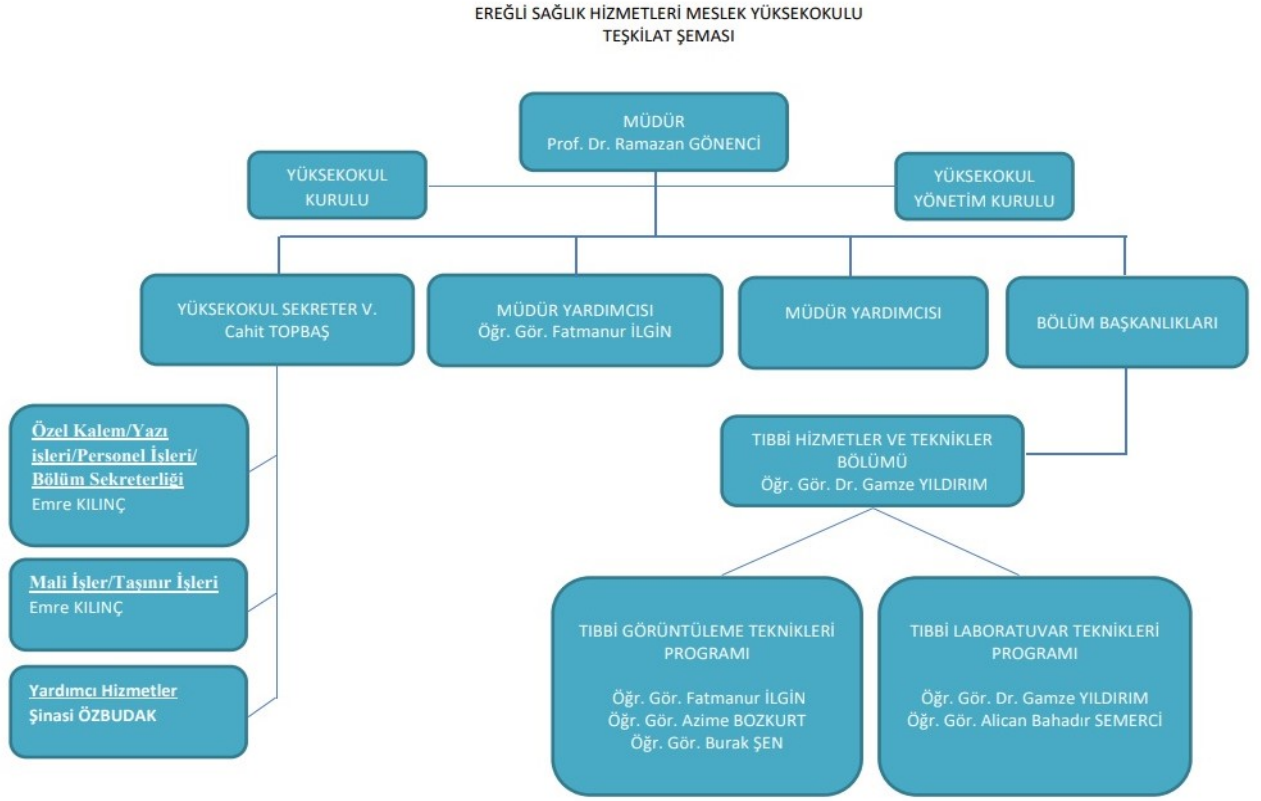 EREĞLİ SAĞLIK HİZMETLERİ MESLEK YÜKSEKOKULU
TEŞKİLAT ŞEMASI
MÜDÜR
Prof. Dr. Ramazan GÖNENCİ
YÜKSEKOKUL
KURULU
YÜKSEKOKUL
YÖNETİM KURULU
YÜKSEKOKUL SEKRETER V.
Cahit TOPBAŞ
MÜDÜR YARDIMCISI
Öğr. Gör. Fatmanur İLGİN
MÜDÜR YARDIMCISI
BÖLÜM BAŞKANLIKLARI
Özel Kalem/Yazı
işleri/Personel İşleri/
Bölüm Sekreterliği
Emre KILINÇ
Mali İşler/Taşınır İşleri
Emre KILINÇ
Yardımcı Hizmetler
Şinasi ÖZBUDAK
TIBBİ HİZMETLER VE TEKNİKLER
BÖLÜMÜ
Öğr. Gör. Dr. Gamze YILDIRIM
TIBBİ GÖRÜNTÜLEME TEKNİKLERİ
PROGRAMI
Öğr. Gör. Fatmanur İLGİN
Öğr. Gör. Azime BOZKURT
Öğr. Gör. Burak ŞEN
TIBBİ LABORATUVAR TEKNİKLERİ
PROGRAMI
Öğr. Gör. Dr. Gamze YILDIRIM
Öğr. Gör. Alican Bahadır SEMERCİ